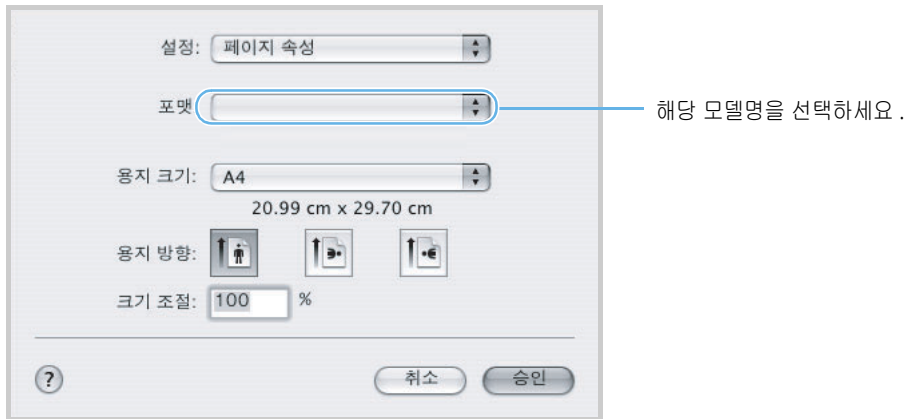 설정: 페이지 속성
포맷
해당 모델명을 선택하세요 .
용지 크기: A4
20.99 cm x 29.70 cm
용지 방향:
크기 조절: 100 %
? 취소 승인